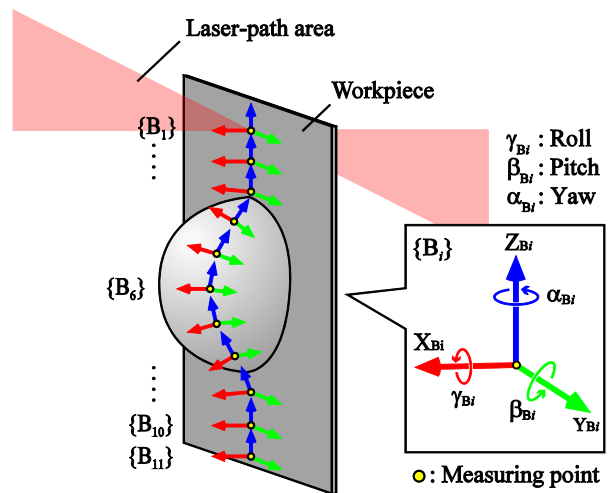 Laser-path area
Workpiece
{B1}
γBi : Roll
βBi : Pitch
αBi : Yaw
{Bi}
ZBi
αBi
{B6}
XBi
γBi
βBi
YBi
{B10}
{B11}
: Measuring point